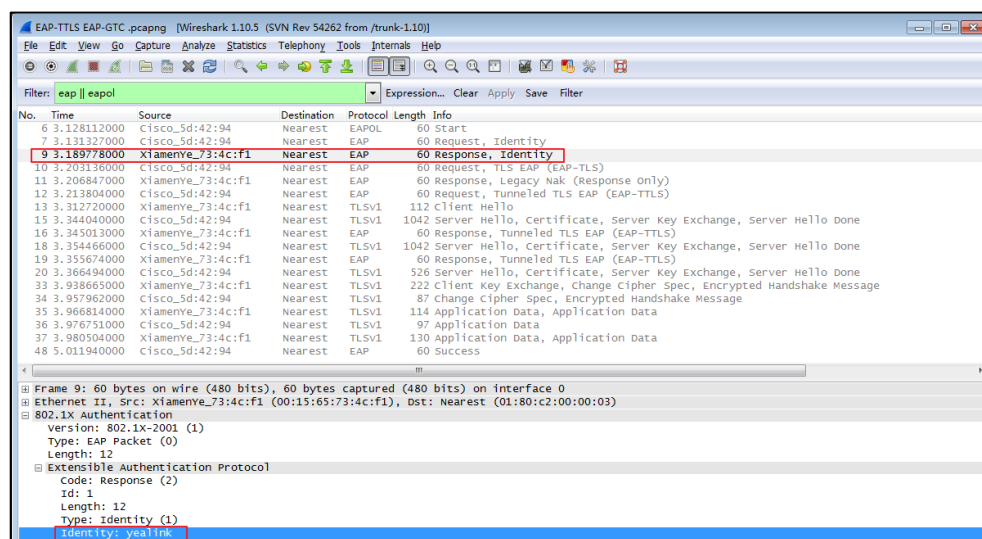 EAP-TTLS EAP-GTC .pcapng [Wireshark 1.10.5 (SVN Rev 54262 from /trunk-1.10)]
File Edit View Go Capture Analyze Statistics Telephony Tools Internals Help
Filter: eap || eapol Expression... Clear Apply Save Filter
No. Time Source Destination Protocol Length Info
6 3.128112000 Cisco_5d:42:94 Nearest EAPOL 60 Start
7 3.131327000 Cisco_5d:42:94 Nearest EAP 60 Request, Identity
9 3.189778000 XiamenYe_73:4c:f1 Nearest EAP 60 Response, Identity
10 3.203136000 Cisco_5d:42:94 Nearest EAP 60 Request, TLS EAP (EAP-TLS)
11 3.206847000 XiamenYe_73:4c:f1 Nearest EAP 60 Response, Legacy Nak (Response Only)
12 3.213804000 Cisco_5d:42:94 Nearest EAP 60 Request, Tunneled TLS EAP (EAP-TTLS)
13 3.312720000 XiamenYe_73:4c:f1 Nearest TLSv1 112 Client Hello
15 3.344040000 Cisco_5d:42:94 Nearest TLSv1 1042 Server Hello, Certificate, Server Key Exchange, Server Hello Done
16 3.345013000 XiamenYe_73:4c:f1 Nearest EAP 60 Response, Tunneled TLS EAP (EAP-TTLS)
18 3.354466000 Cisco_5d:42:94 Nearest TLSv1 1042 Server Hello, Certificate, Server Key Exchange, Server Hello Done
19 3.355674000 XiamenYe_73:4c:f1 Nearest EAP 60 Response, Tunneled TLS EAP (EAP-TTLS)
20 3.366494000 Cisco_5d:42:94 Nearest TLSv1 526 Server Hello, Certificate, Server Key Exchange, Server Hello Done
33 3.938665000 XiamenYe_73:4c:f1 Nearest TLSv1 222 Client Key Exchange, Change Cipher Spec, Encrypted Handshake Message
34 3.957962000 Cisco_5d:42:94 Nearest TLSv1 87 Change Cipher Spec, Encrypted Handshake Message
35 3.966814000 XiamenYe_73:4c:f1 Nearest TLSv1 114 Application Data, Application Data
36 3.976751000 Cisco_5d:42:94 Nearest TLSv1 97 Application Data
37 3.980504000 XiamenYe_73:4c:f1 Nearest TLSv1 130 Application Data, Application Data
48 5.011940000 Cisco_5d:42:94 Nearest EAP 60 Success
Frame 9: 60 bytes on wire (480 bits), 60 bytes captured (480 bits) on interface 0
Ethernet II, Src: XiamenYe_73:4c:f1 (00:15:65:73:4c:f1), Dst: Nearest (01:80:c2:00:00:03)
802.1X Authentication
Version: 802.1X-2001 (1)
Type: EAP Packet (0)
Length: 12
Extensible Authentication Protocol
Code: Response (2)
Id: 1
Length: 12
Type: Identity (1)
Identity: yealink